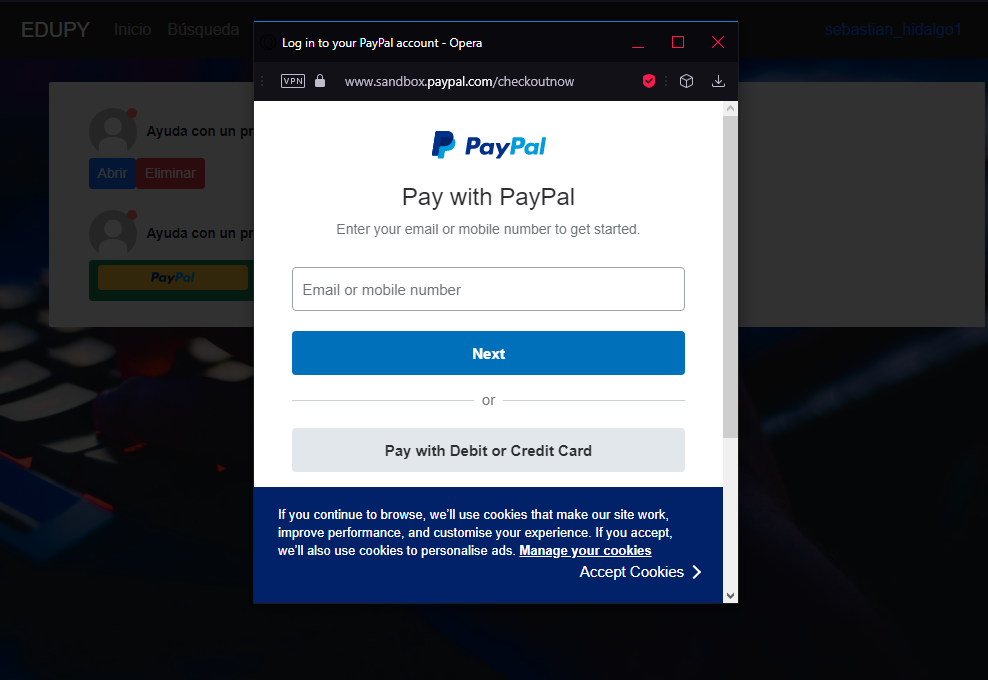 EDUPY Inicio Búsqueda sebastian_hidalgo1
Log in to your PayPal account - Opera
VPN www.sandbox.paypal.com/checkoutnow
Ayuda con un pr
Abrir Eliminar
Ayuda con un pr
PayPal
PayPal
Pay with PayPal
Enter your email or mobile number to get started.
Email or mobile number
Next
or
Pay with Debit or Credit Card
If you continue to browse, we'll use cookies that make our site work,
improve performance, and customise your experience. If you accept,
we'll also use cookies to personalise ads. Manage your cookies
Accept Cookies